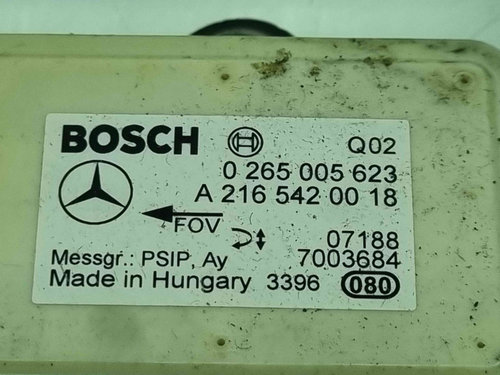 BOSCH Q02
0 265 005 623
A 216 542 00 18
FOV
07188
Messgr.: PSIP, Ay 7003684
Made in Hungary 3396 080